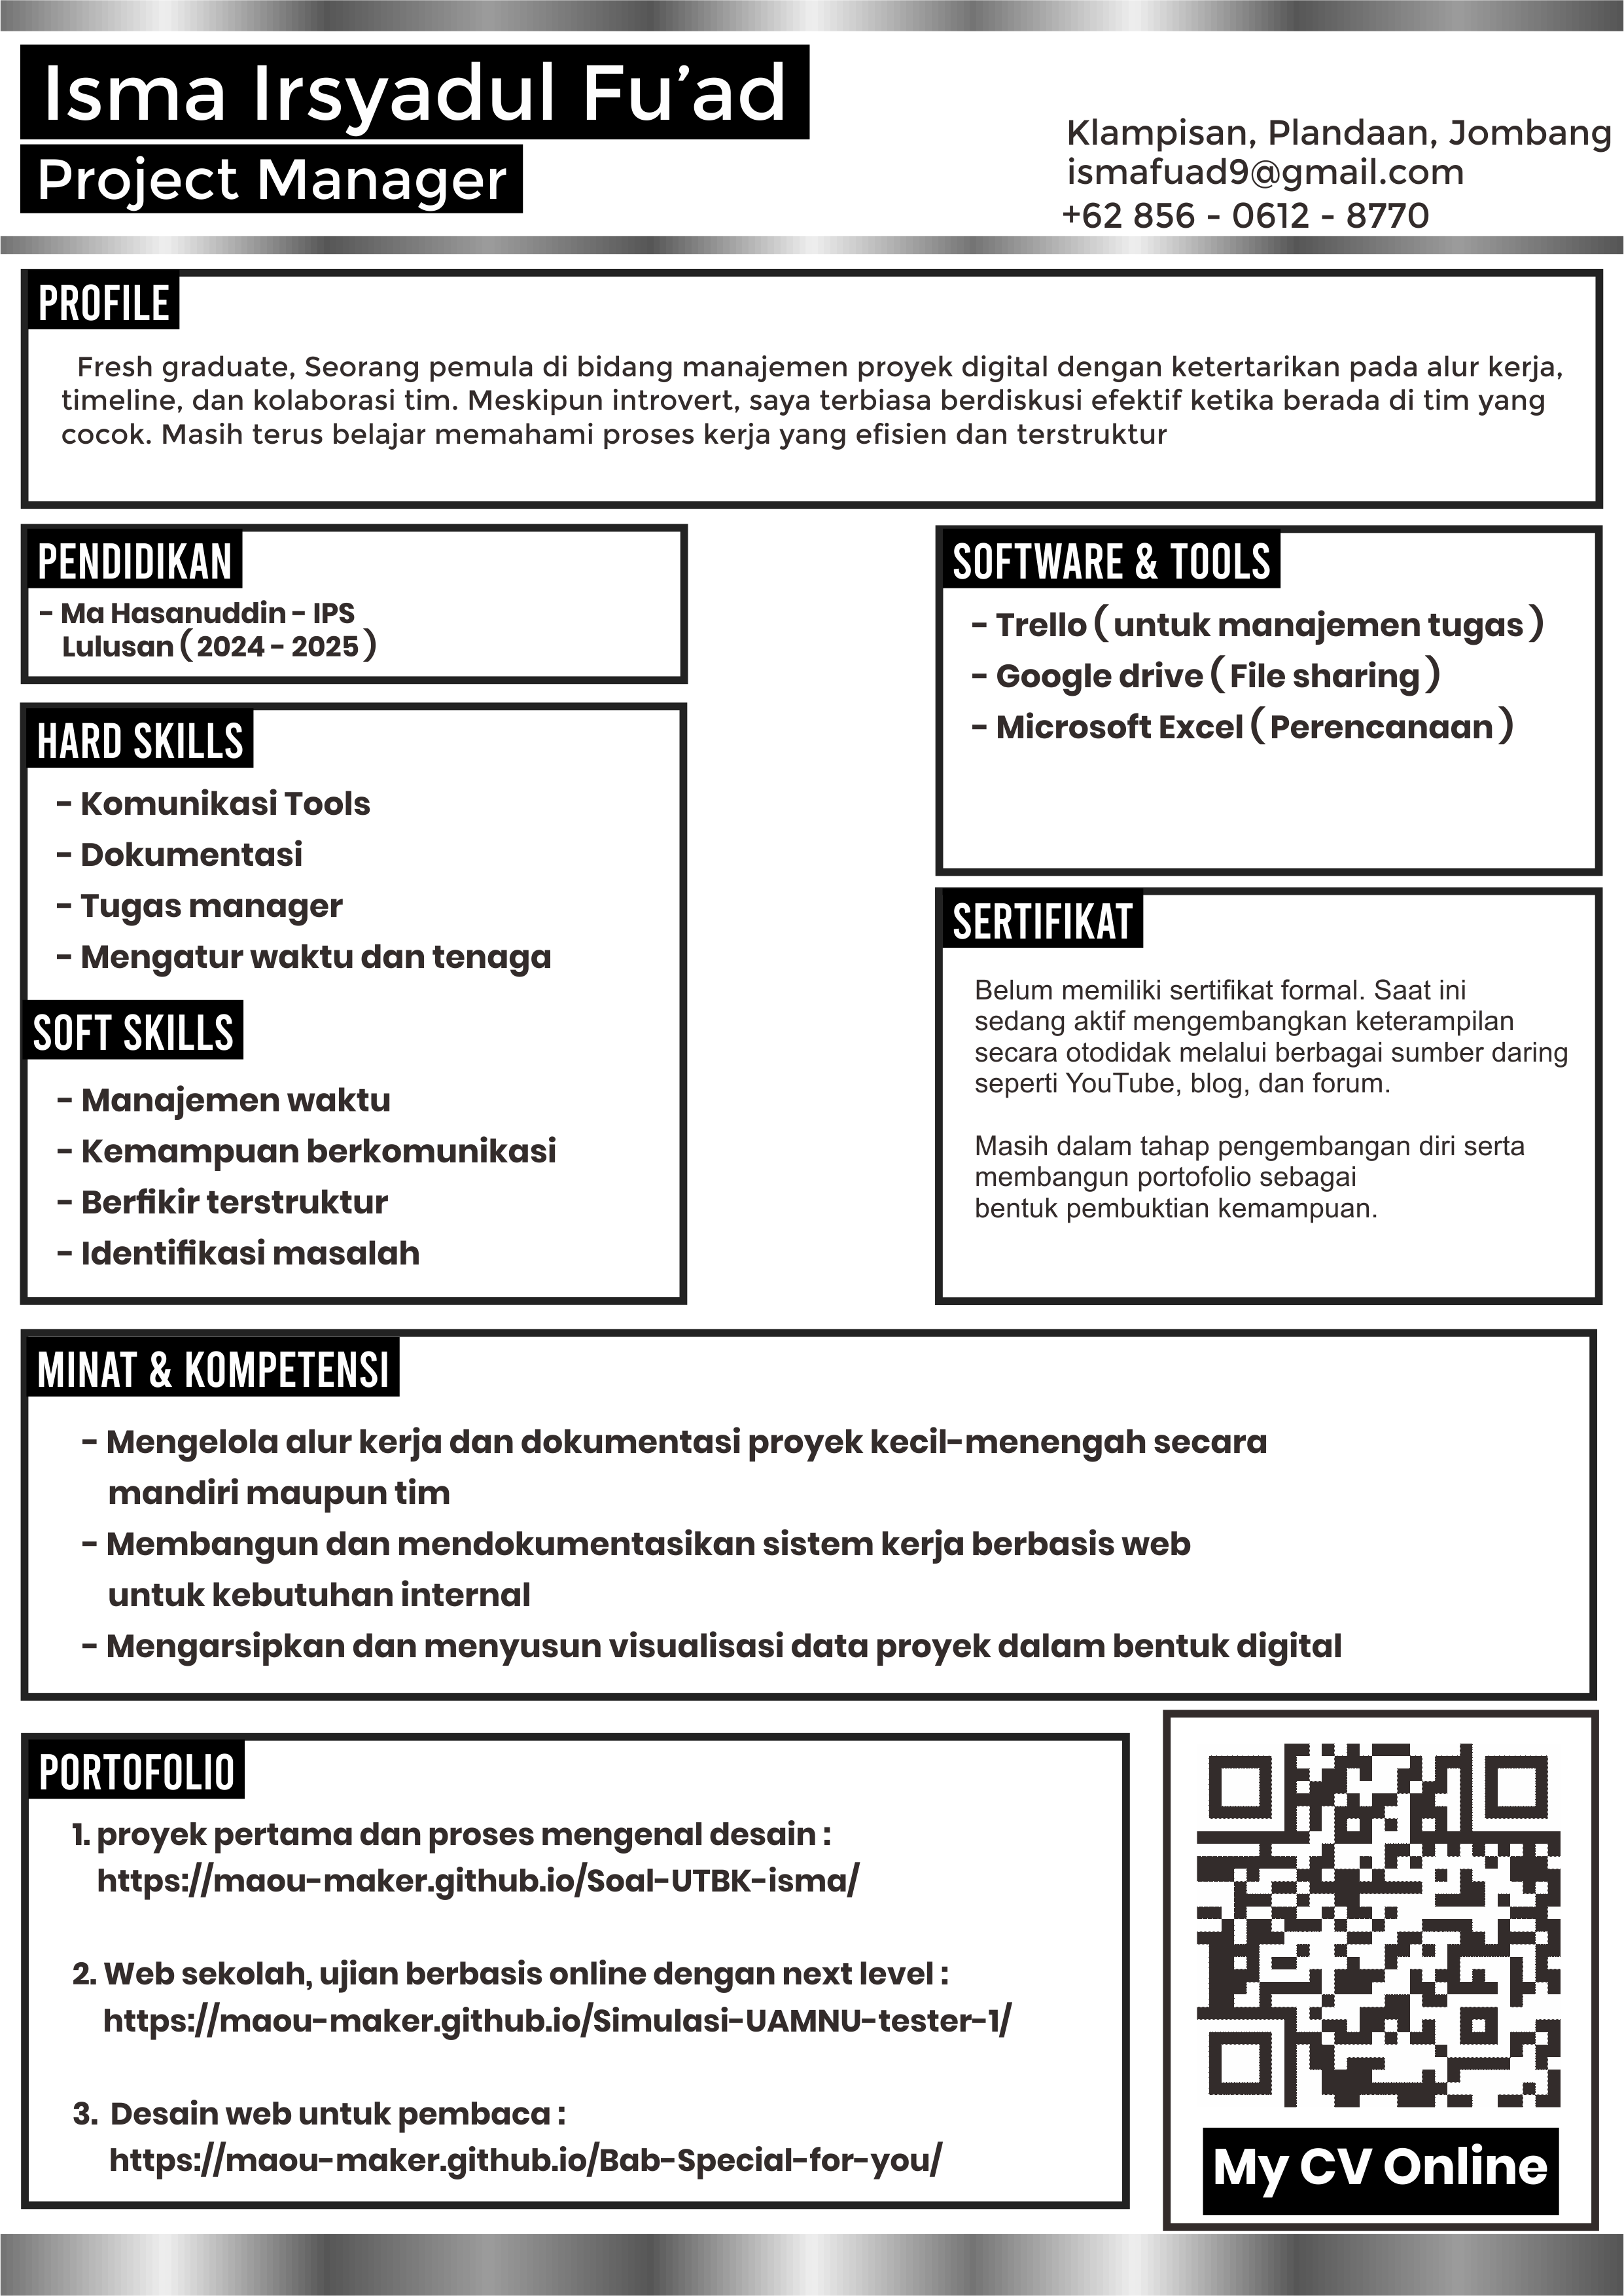 Isma Irsyadul Fu’ad
Project Manager
Klampisan, Plandaan, Jombang
ismafuad9@gmail.com
+62 856 - 0612 - 8770
PROFILE
Fresh graduate, Seorang pemula di bidang manajemen proyek digital dengan ketertarikan pada alur kerja,
timeline, dan kolaborasi tim. Meskipun introvert, saya terbiasa berdiskusi efektif ketika berada di tim yang
cocok. Masih terus belajar memahami proses kerja yang efisien dan terstruktur
PENDIDIKAN
- Ma Hasanuddin - IPS
Lulusan ( 2024 - 2025 )
HARD SKILLS
- Komunikasi Tools
- Dokumentasi
- Tugas manager
- Mengatur waktu dan tenaga
SOFT SKILLS
- Manajemen waktu
- Kemampuan berkomunikasi
- Berfikir terstruktur
- Identifikasi masalah
SOFTWARE & TOOLS
- Trello ( untuk manajemen tugas )
- Google drive ( File sharing )
- Microsoft Excel ( Perencanaan )
SERTIFIKAT
Belum memiliki sertifikat formal. Saat ini
sedang aktif mengembangkan keterampilan
secara otodidak melalui berbagai sumber daring
seperti YouTube, blog, dan forum.
Masih dalam tahap pengembangan diri serta
membangun portofolio sebagai
bentuk pembuktian kemampuan.
MINAT & KOMPETENSI
- Mengelola alur kerja dan dokumentasi proyek kecil-menengah secara
mandiri maupun tim
- Membangun dan mendokumentasikan sistem kerja berbasis web
untuk kebutuhan internal
- Mengarsipkan dan menyusun visualisasi data proyek dalam bentuk digital
PORTOFOLIO
1. proyek pertama dan proses mengenal desain :
https://maou-maker.github.io/Soal-UTBK-isma/
2. Web sekolah, ujian berbasis online dengan next level :
https://maou-maker.github.io/Simulasi-UAMNU-tester-1/
3. Desain web untuk pembaca :
https://maou-maker.github.io/Bab-Special-for-you/
My CV Online